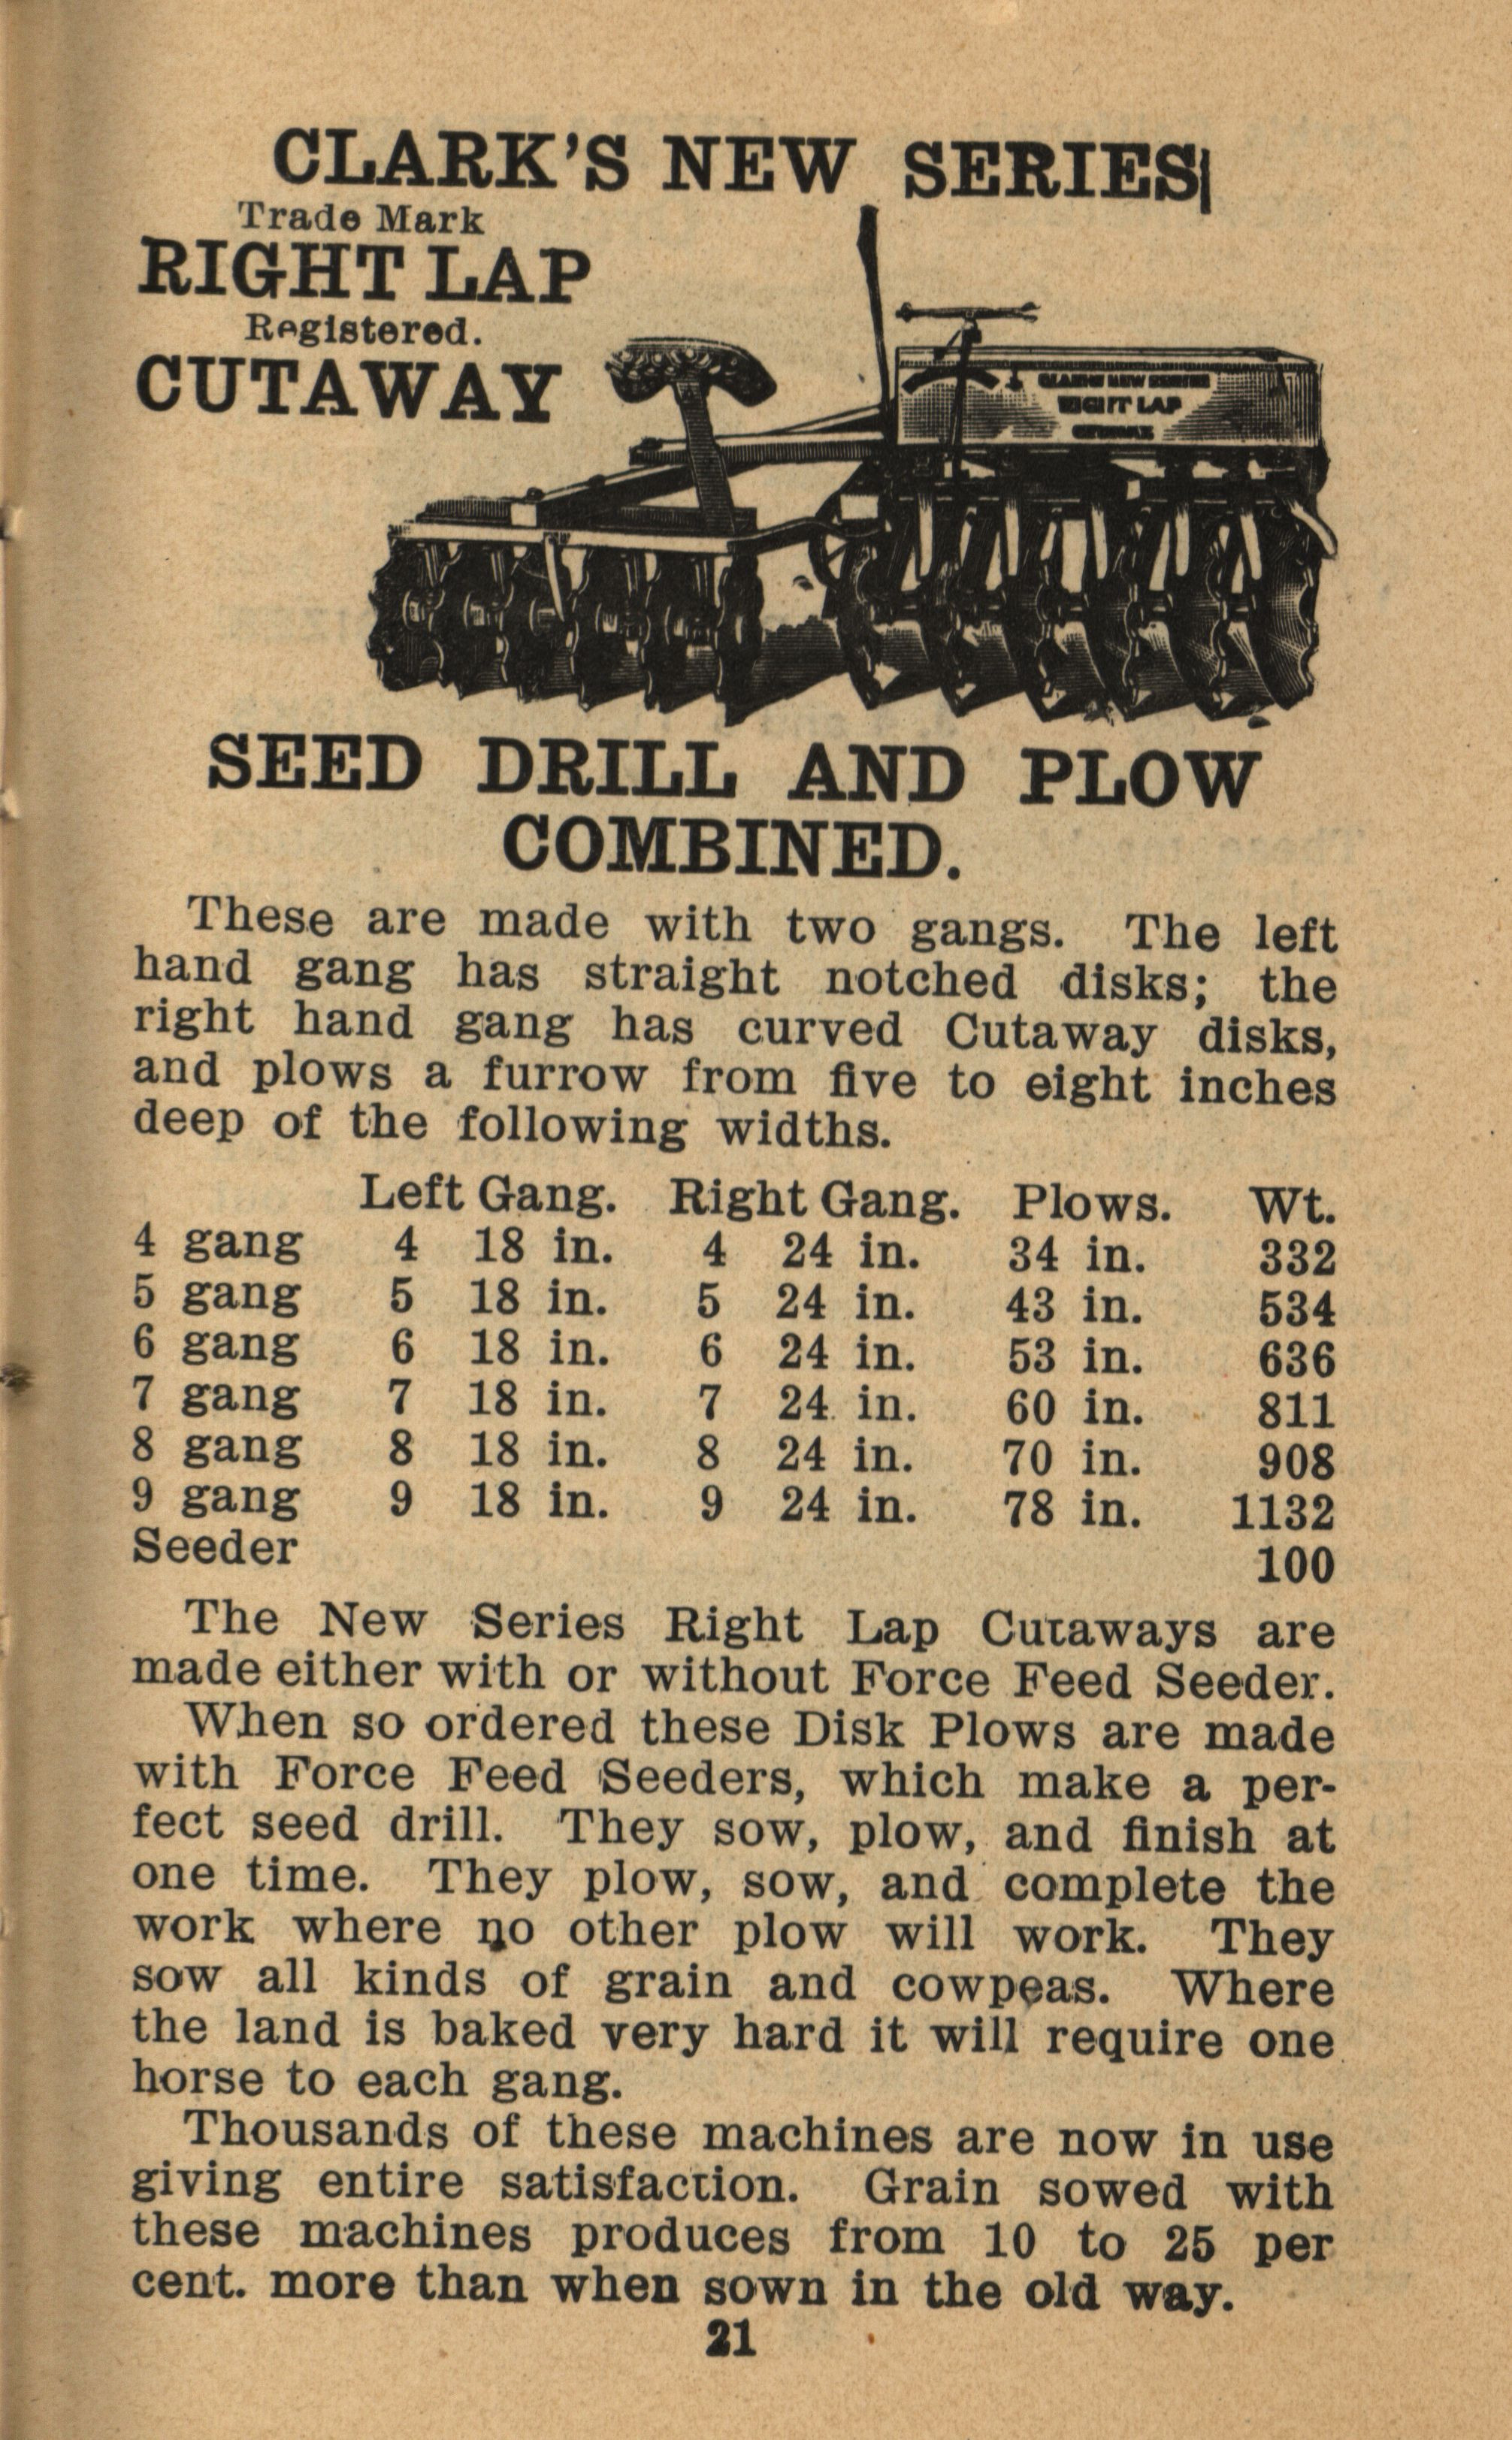 CLARK'S NEW SERIES
Trade Mark
RIGHT LAP
Registered.
CUTAWAY
CLARK'S NEW SERIES
RIGHT LAP
CUTAWAY
SEED DRILL AND PLOW
COMBINED.
These are made with two gangs. The left
hand gang has straight notched disks; the
right hand gang has curved Cutaway disks,
and plows a furrow from five to eight inches
deep of the following widths.
Left Gang. Right Gang. Plows. Wt.
4 gang 4 18 in. 4 24 in. 34 in. 332
5 gang 5 18 in. 5 24 in. 43 in. 534
6 gang 6 18 in. 6 24 in. 53 in. 636
7 gang 7 18 in. 7 24 in. 60 in. 811
8 gang 8 18 in. 8 24 in. 70 in. 908
9 gang 9 18 in. 9 24 in. 78 in. 1132
Seeder 100
The New Series Right Lap Cutaways are
made either with or without Force Feed Seeder.
When so ordered these Disk Plows are made
with Force Feed Seeders, which make a per-
fect seed drill. They sow, plow, and finish at
one time. They plow, sow, and complete the
work where no other plow will work. They
sow all kinds of grain and cowpeas. Where
the land is baked very hard it will require one
horse to each gang.
Thousands of these machines are now in use
giving entire satisfaction. Grain sowed with
these machines produces from 10 to 25 per
cent. more than when sown in the old way.
21